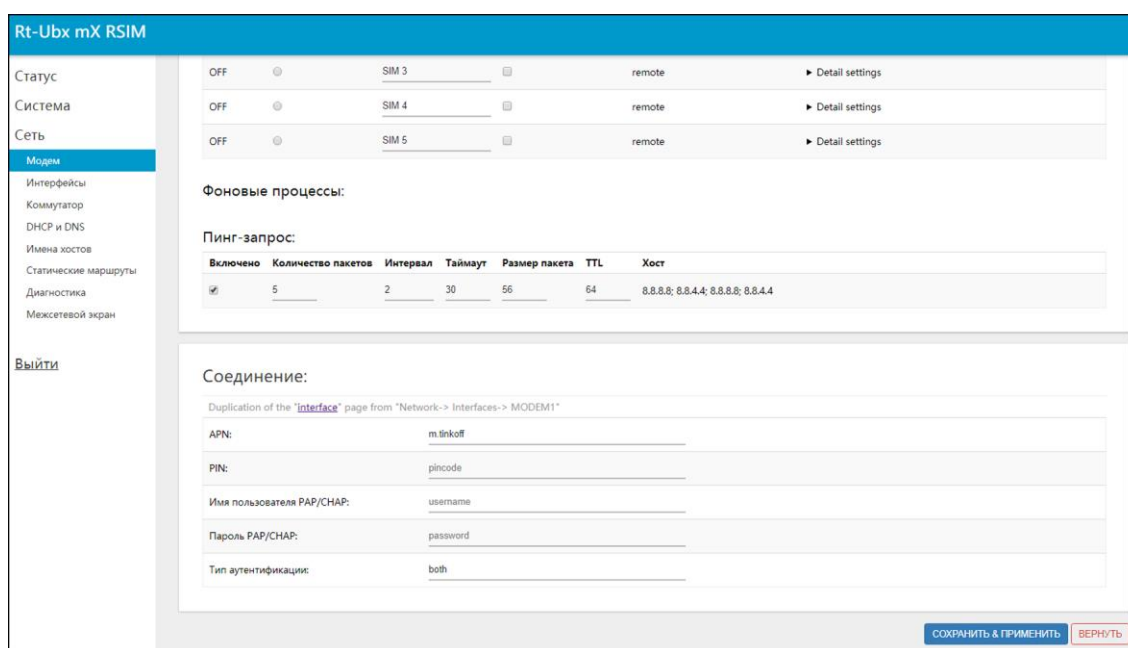 Rt-Ubx mX RSIM
Статус
Система
Сеть
Модем
Интерфейсы
Коммутатор
DHCP и DNS
Имена хостов
Статические маршруты
Диагностика
Межсетевой экран
Выйти
OFF SIM 3 remote ► Detail settings
OFF SIM 4 remote ► Detail settings
OFF SIM 5 remote ► Detail settings
Фоновые процессы:
Пинг-запрос:
Включено Количество пакетов Интервал Таймаут Размер пакета TTL Хост
5 2 30 56 64 8.8.8.8; 8.8.4.4; 8.8.8.8; 8.8.4.4
Соединение:
Duplication of the "interface" page from "Network-> Interfaces-> MODEM1"
APN: m.tinkoff
PIN: pincode
Имя пользователя PAP/CHAP: username
Пароль PAP/CHAP: password
Тип аутентификации: both
СОХРАНИТЬ & ПРИМЕНИТЬ ВЕРНУТЬ